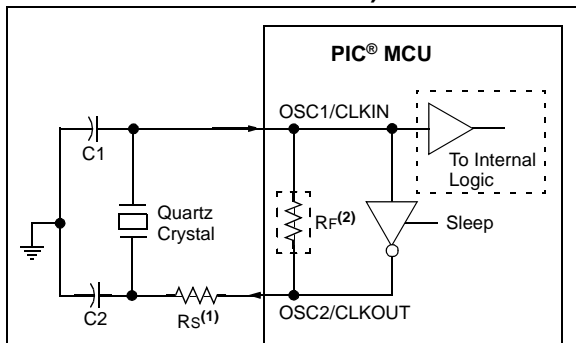 PIC® MCU
OSC1/CLKIN
C1
To Internal
Logic
Quartz
Crystal
RF(2)
Sleep
C2
RS(1)
OSC2/CLKOUT